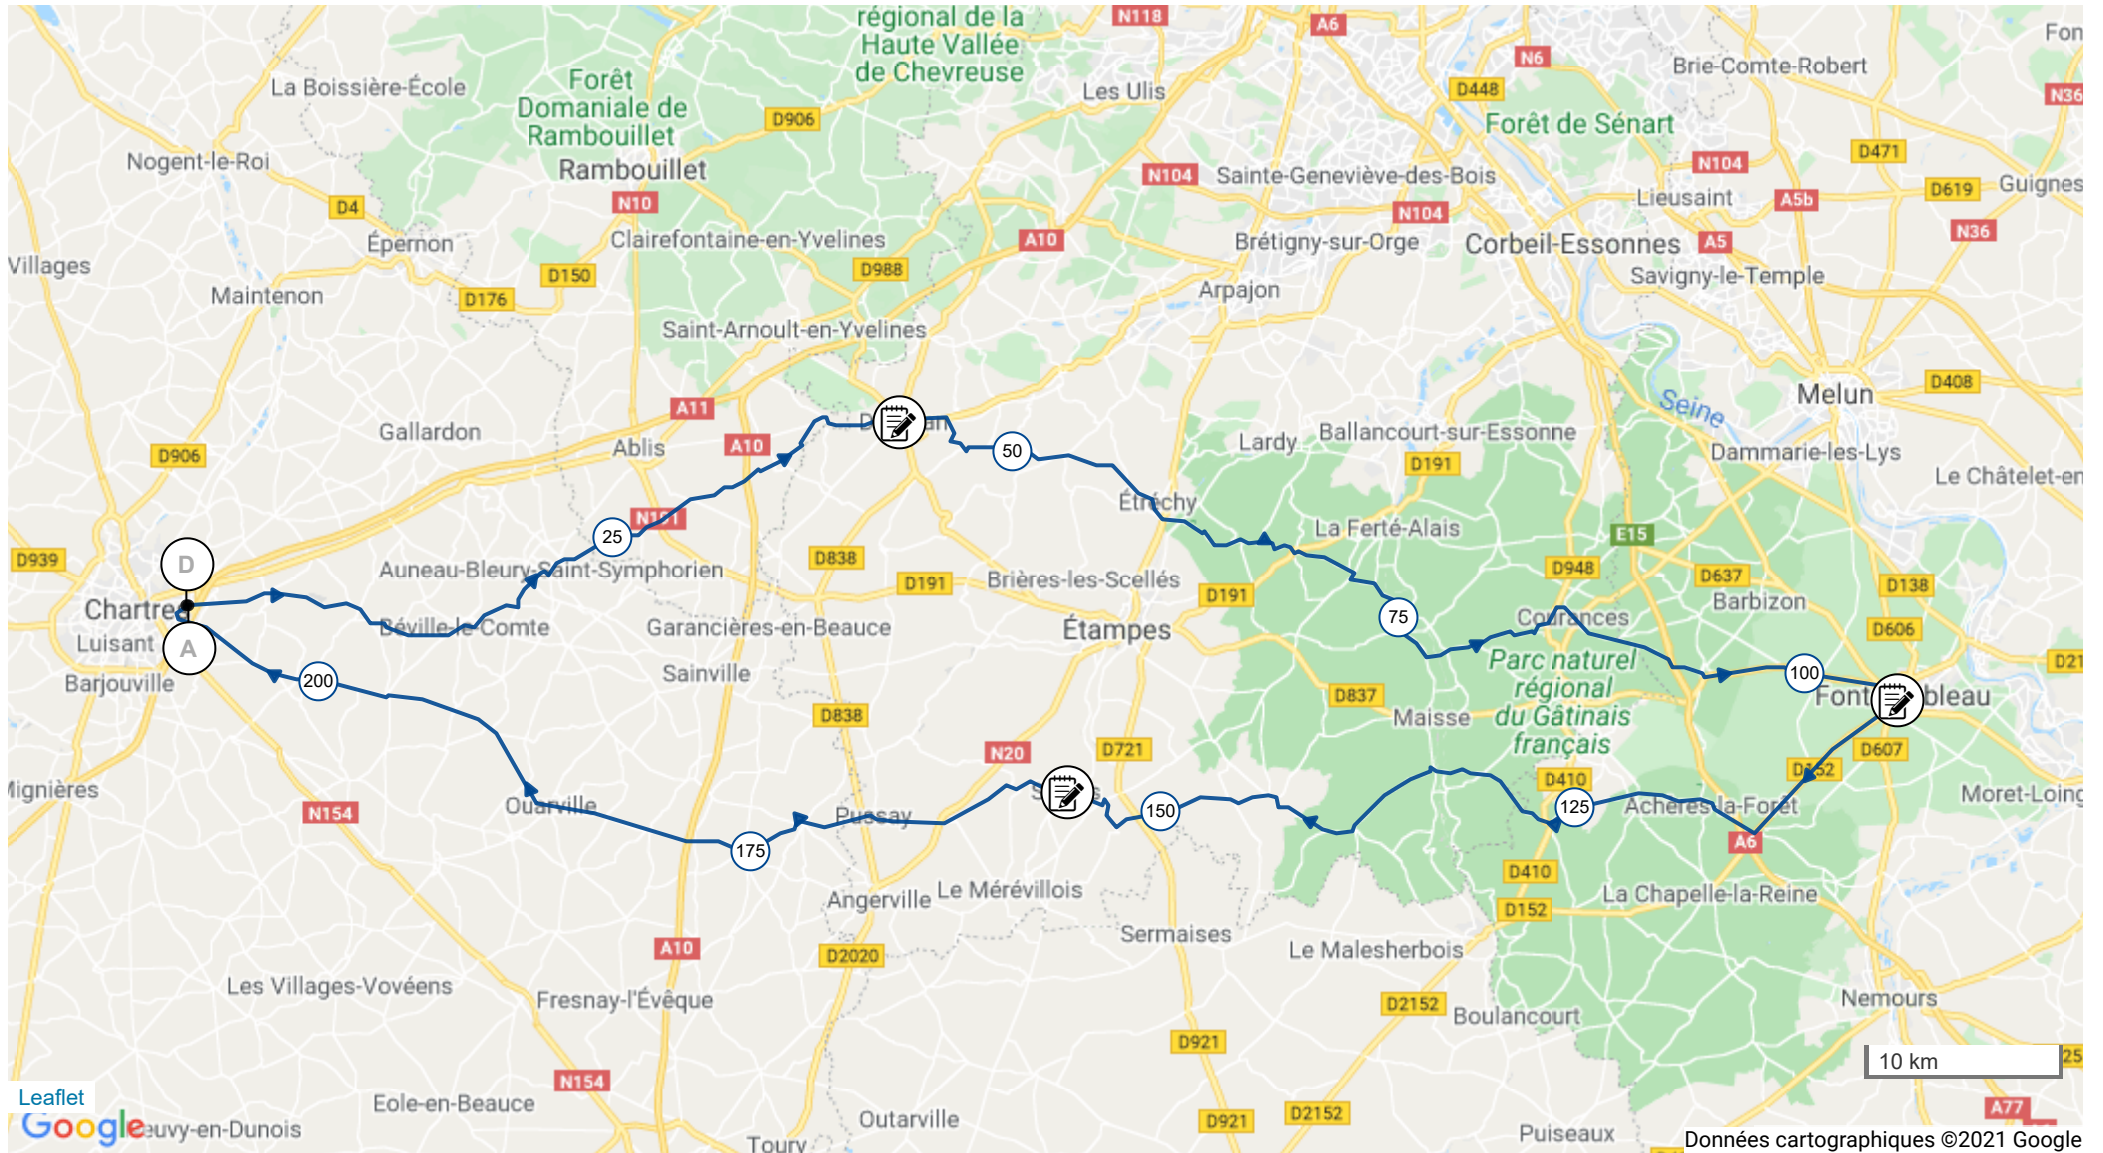 régional de la
Haute Vallée
de Chevreuse
N118
A6
N6
Brie-Comte-Robert
Fon
La Boissière-École
Forêt
Domaniale de
Rambouillet
D906
Les Ulis
D448
N36
Forêt de Sénart
Nogent-le-Roi
Rambouillet
N104
Sainte-Geneviève-des-Bois
N104
D471
D4
N10
N104
Lieusaint
A5b
D619
Guignes
Épernon
Clairefontaine-en-Yvelines
A10
Brétigny-sur-Orge
Corbeil-Essonnes
A5
N36
Villages
D150
D988
Savigny-le-Temple
Maintenon
D176
Arpajon
Saint-Arnoult-en-Yvelines
Melun
D408
Seine
A11
Gallardon
Ablis
A10
D
an
50
Lardy
Ballancourt-sur-Essonne
Dammarie-les-Lys
D906
D191
Le Châtelet-en
Étréchy
N191
25
La Ferté-Alais
E15
D939
D
Auneau-Bleury-Saint-Symphorien
D838
D191
Brières-les-Scellés
D191
D948
D637
D138
Barbizon
Chartres
Béville-le-Comte
Garancières-en-Beauce
Étampes
75
Courances
D606
Luisant
A
Barjouville
200
Sainville
Parc naturel
régional
du Gâtinais
français
100
D21
D837
Maisse
Font
bleau
D838
N20
D721
D607
D152
D410
Mignières
N154
Ouarville
Pussay
S
s
150
125
Achères-la-Forêt
Moret-Loing
175
A6
D410
Angerville
Le Mérévillois
La Chapelle-la-Reine
D152
Sermaises
A10
D2020
Le Malesherbois
Les Villages-Vovéens
Fresnay-l'Évêque
D2152
Boulancourt
Nemours
D921
10 km
25
N154
Leaflet
Eole-en-Beauce
Outarville
D921
D2152
A77
Google
euvy-en-Dunois
Toury
Puiseaux
Données cartographiques ©2021 Google